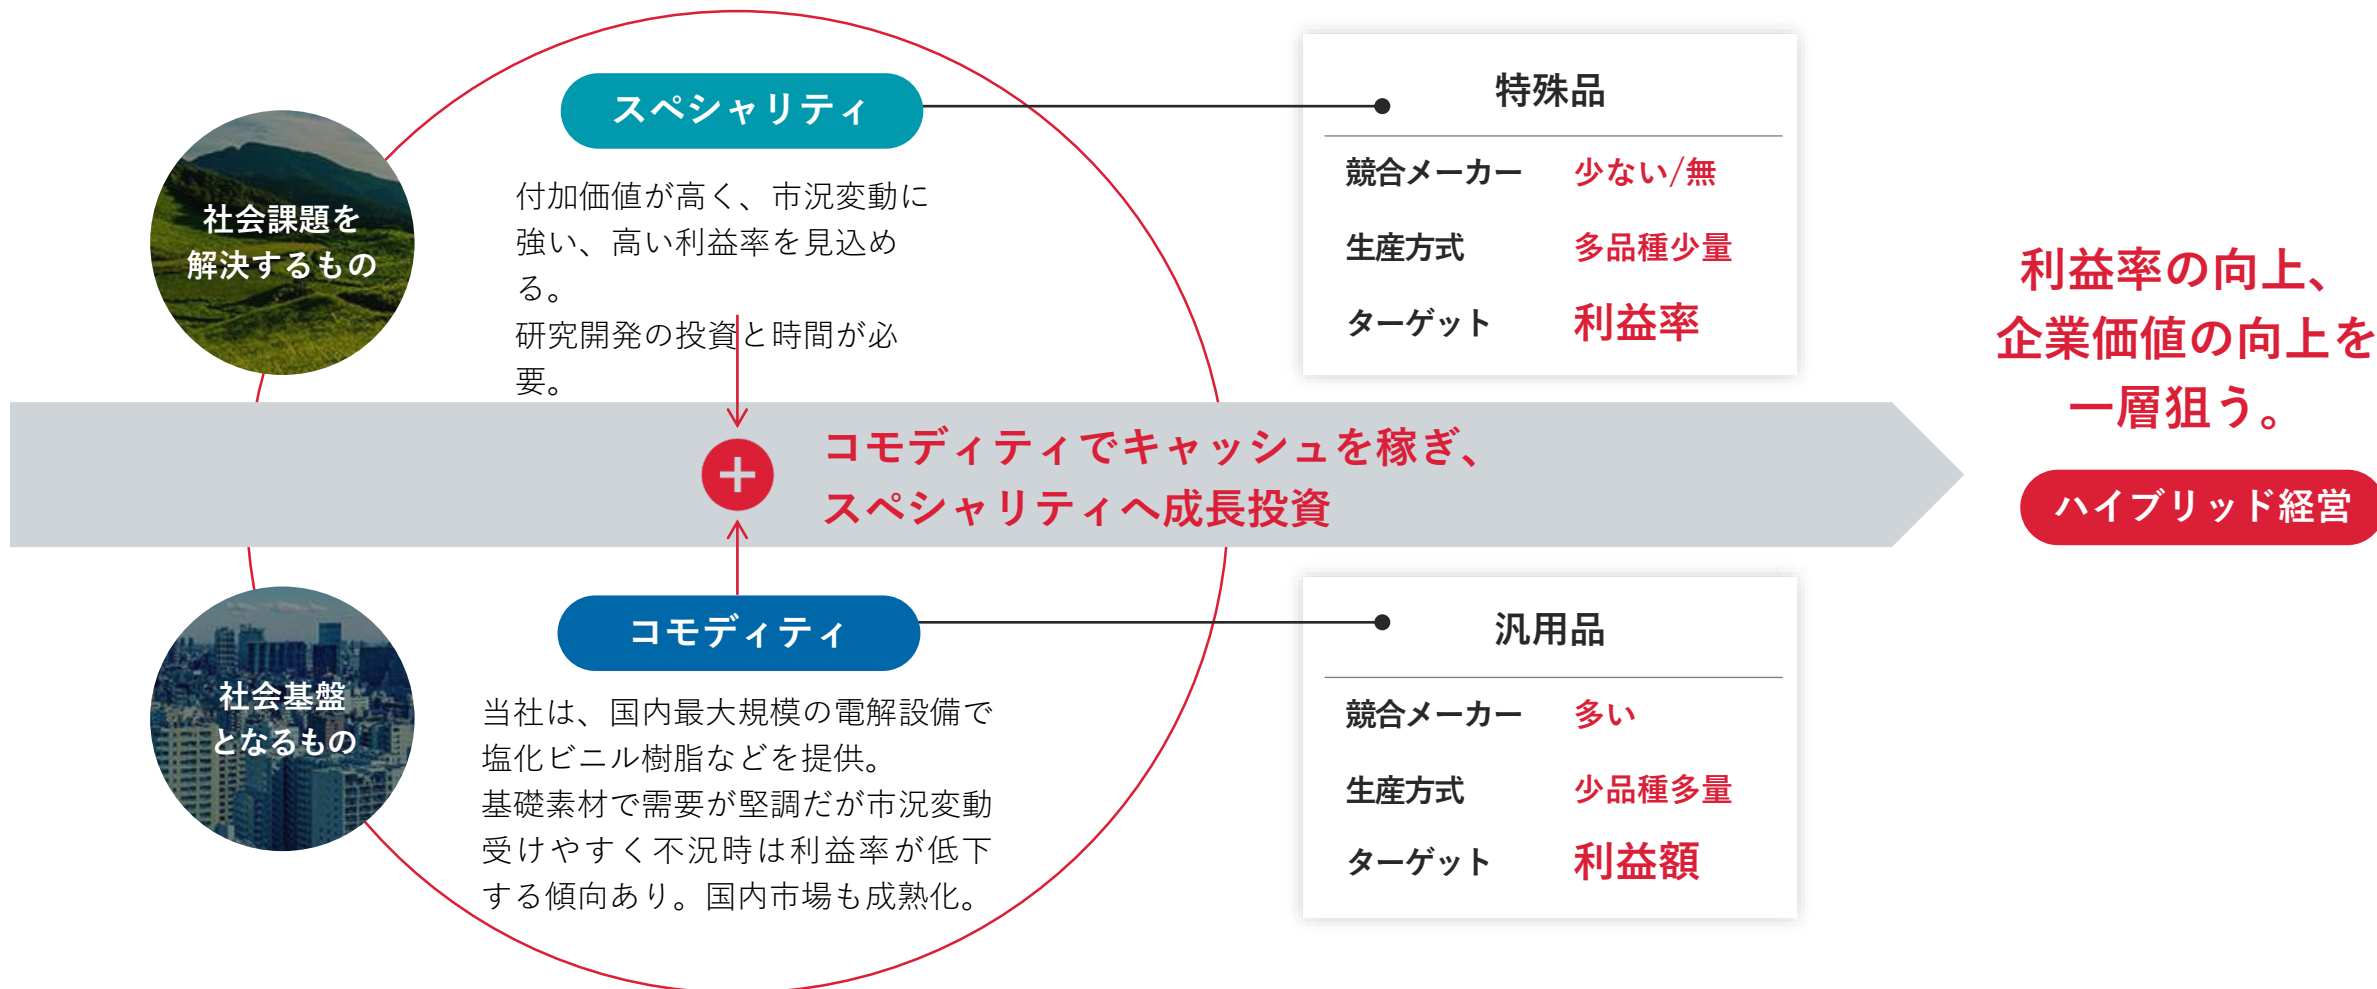 スペシャリティ
社会課題を
解決するもの
付加価値が高く、市況変動に
強い、高い利益率を見込め
る。
研究開発の投資と時間が必
要。
特殊品
競合メーカー 少ない/無
生産方式 多品種少量
ターゲット 利益率
コモディティでキャッシュを稼ぎ、
スペシャリティへ成長投資
利益率の向上、
企業価値の向上を
一層狙う。
ハイブリッド経営
コモディティ
社会基盤
となるもの
当社は、国内最大規模の電解設備で
塩化ビニル樹脂などを提供。
基礎素材で需要が堅調だが市況変動
受けやすく不況時は利益率が低下
する傾向あり。国内市場も成熟化。
汎用品
競合メーカー 多い
生産方式 少品種多量
ターゲット 利益額